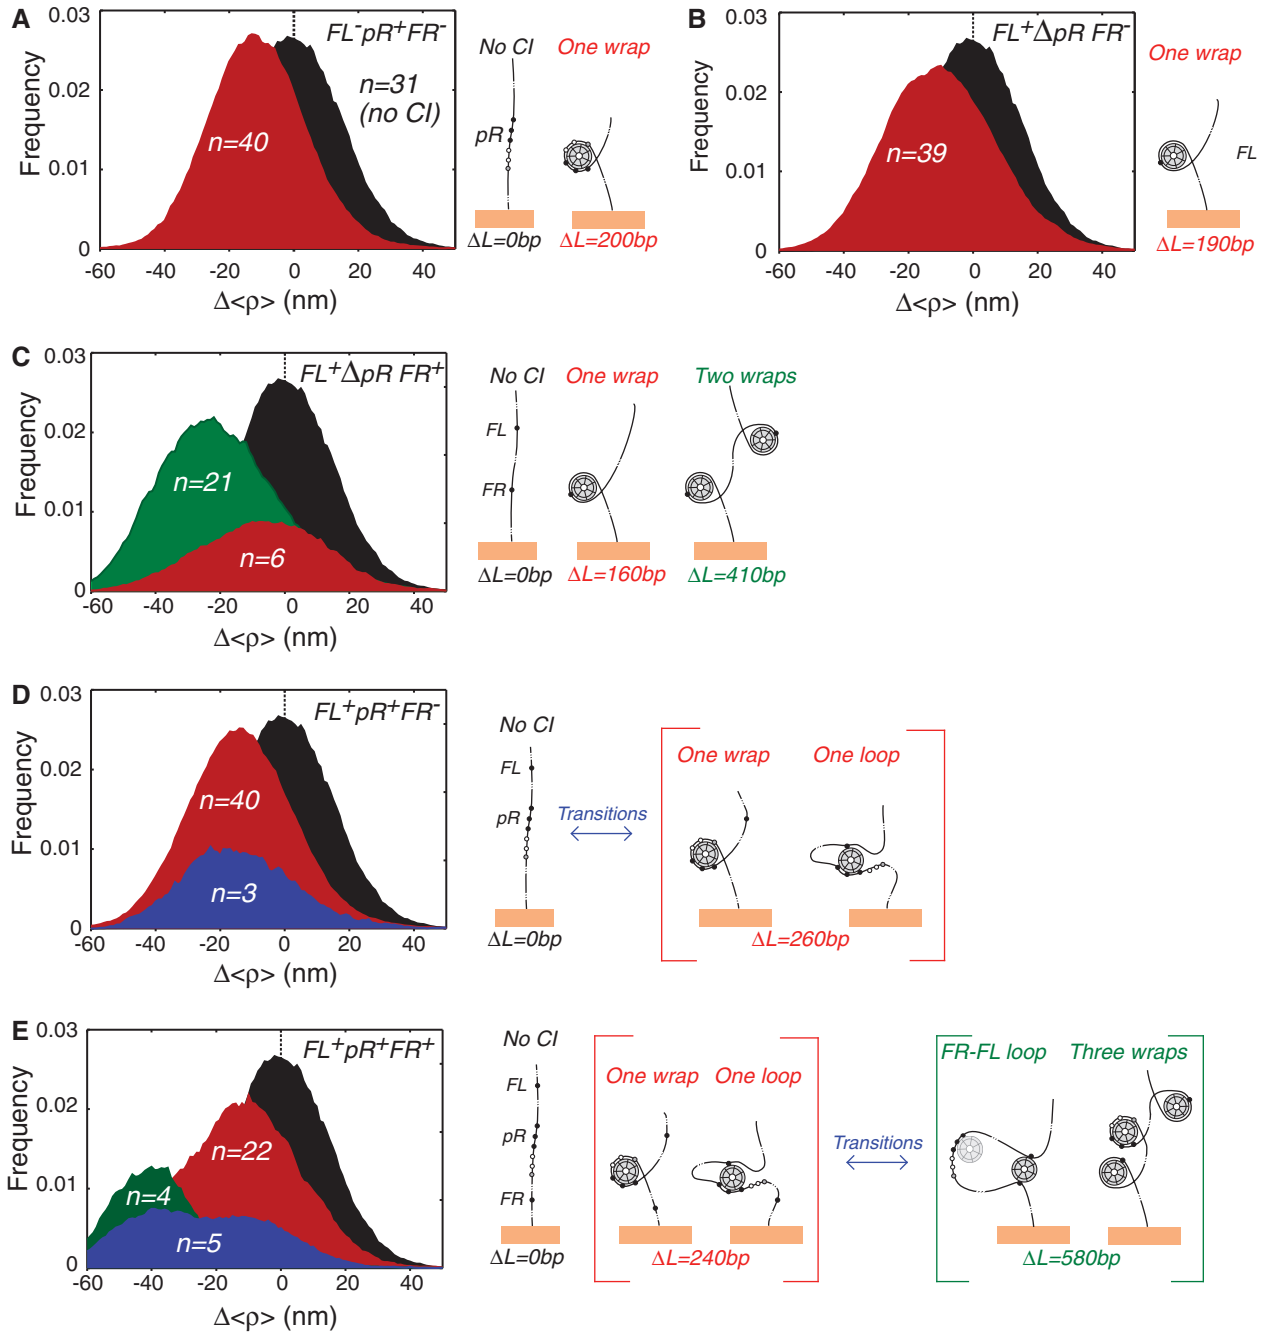 A
Frequency
0.03
0.02
0.01
0
-60
-40
-20
0
20
40
Δ<ρ> (nm)
FL⁻pR⁺FR⁻
n=31
(no CI)
n=40
No CI
One wrap
pR
ΔL=0bp
ΔL=200bp
B
Frequency
0.03
0.02
0.01
0
-60
-40
-20
0
20
40
Δ<ρ> (nm)
FL⁺ΔpR FR⁻
n=39
One wrap
FL
ΔL=190bp
C
Frequency
0.03
0.02
0.01
0
-60
-40
-20
0
20
40
Δ<ρ> (nm)
FL⁺ΔpR FR⁺
n=21
n=6
No CI
One wrap
Two wraps
FL
FR
ΔL=0bp
ΔL=160bp
ΔL=410bp
D
Frequency
0.03
0.02
0.01
0
-60
-40
-20
0
20
40
Δ<ρ> (nm)
FL⁺pR⁺FR⁻
n=40
n=3
No CI
FL
pR
Transitions
One wrap
One loop
ΔL=0bp
ΔL=260bp
E
Frequency
0.03
0.02
0.01
0
-60
-40
-20
0
20
40
Δ<ρ> (nm)
FL⁺pR⁺FR⁺
n=22
n=4
n=5
No CI
FL
pR
FR
One wrap
One loop
Transitions
FR-FL loop
Three wraps
ΔL=0bp
ΔL=240bp
ΔL=580bp